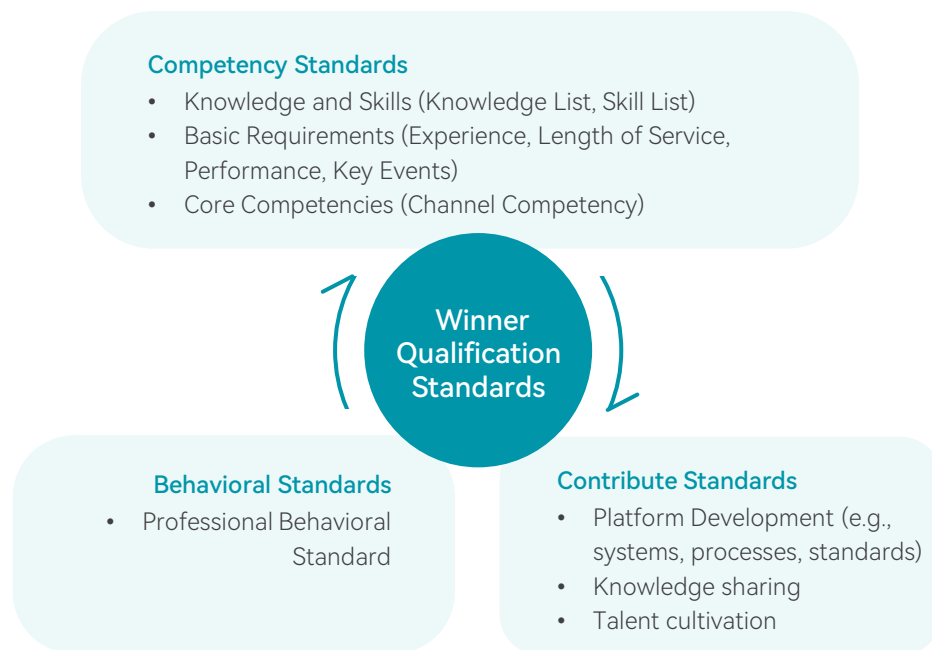 Competency Standards
• Knowledge and Skills (Knowledge List, Skill List)
• Basic Requirements (Experience, Length of Service,
Performance, Key Events)
• Core Competencies (Channel Competency)
Winner
Qualification
Standards
Behavioral Standards
• Professional Behavioral
Standard
Contribute Standards
• Platform Development (e.g.,
systems, processes, standards)
• Knowledge sharing
• Talent cultivation